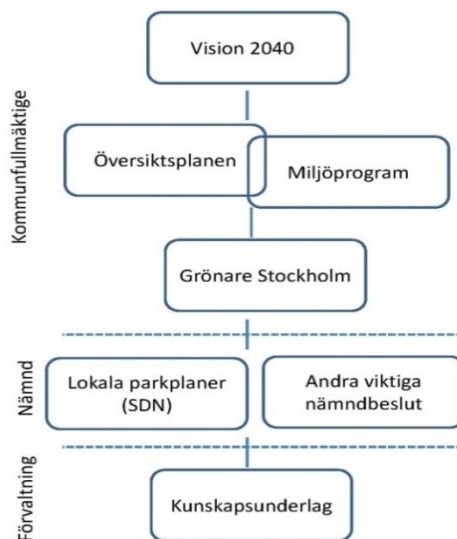 Vision 2040
Kommunfullmäktige
Översiktsplanen
Miljöprogram
Grönare Stockholm
Nämnd
Lokala parkplaner
(SDN)
Andra viktiga
nämndbeslut
Förvaltning
Kunskapsunderlag